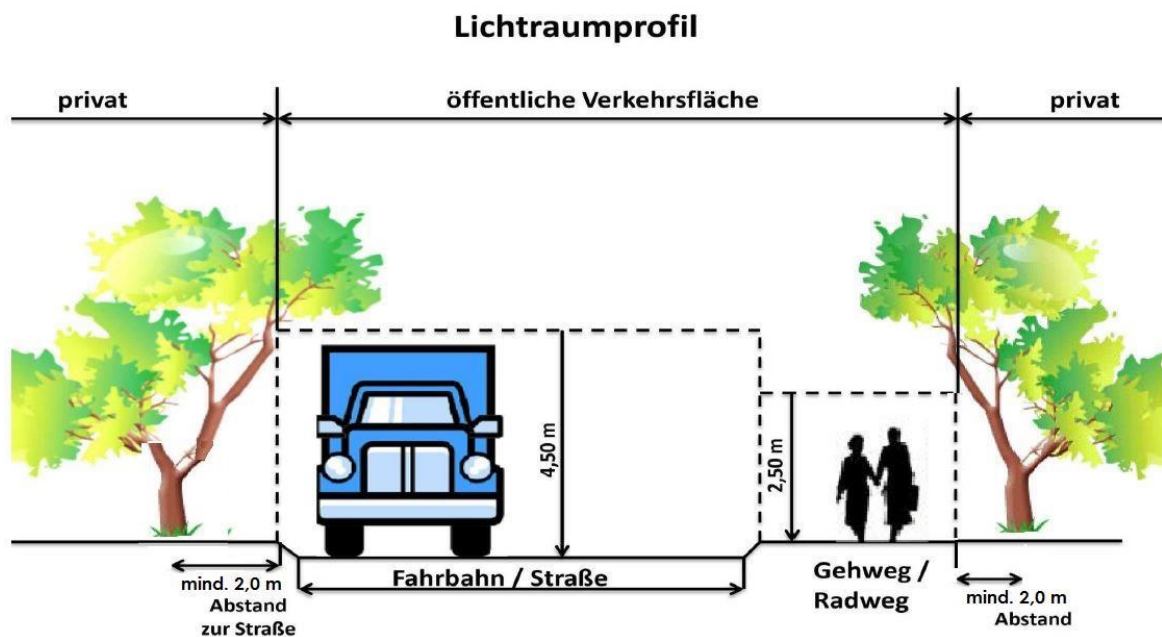 Lichtraumprofil
privat
öffentliche Verkehrsfläche
privat
4,50 m
2,50 m
mind. 2,0 m
Abstand
zur Straße
Fahrbahn / Straße
Gehweg /
Radweg
mind. 2,0 m
Abstand